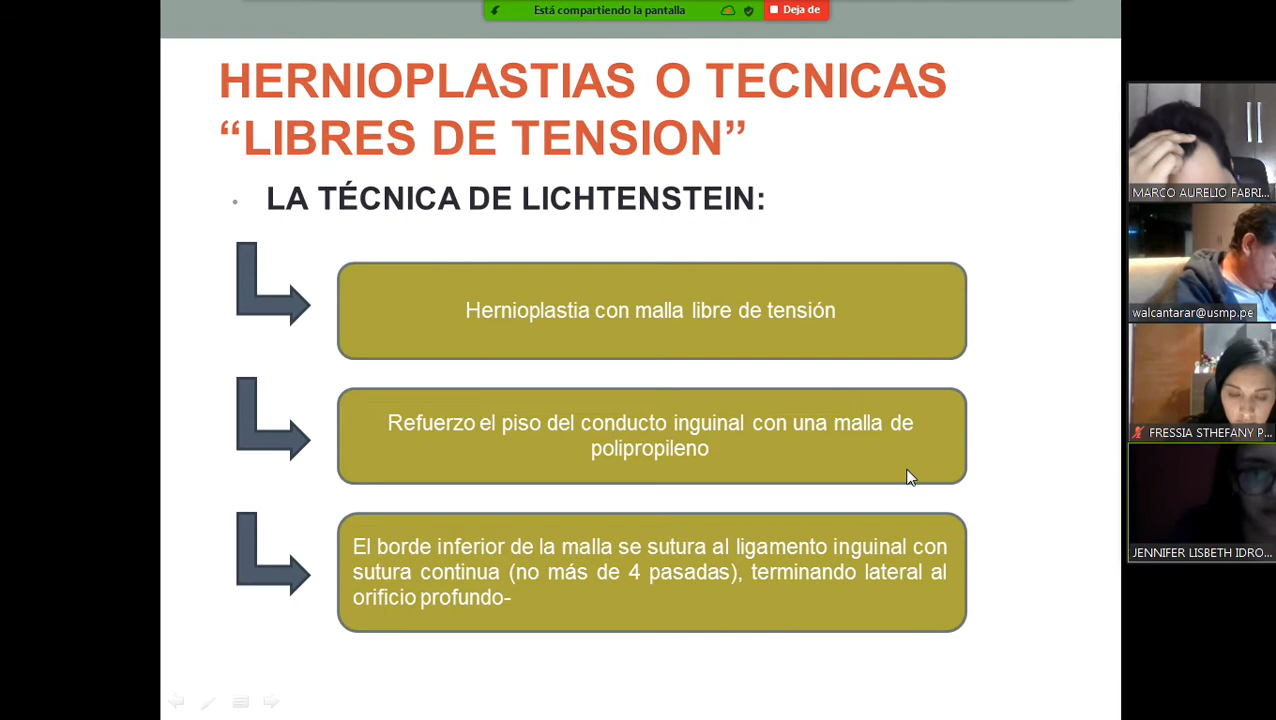 Está compartiendo la pantalla
Deja de
HERNIOPLASTIAS O TECNICAS
“LIBRES DE TENSION”
• LA TÉCNICA DE LICHTENSTEIN:
Hernioplastia con malla libre de tensión
Refuerzo el piso del conducto inguinal con una malla de
polipropileno
El borde inferior de la malla se sutura al ligamento inguinal con
sutura continua (no más de 4 pasadas), terminando lateral al
orificio profundo-
MARCO AURELIO FABRI...
walcantarar@usmp.pe
FRESSIA STHEFANY P...
JENNIFER LISBETH IDRO...